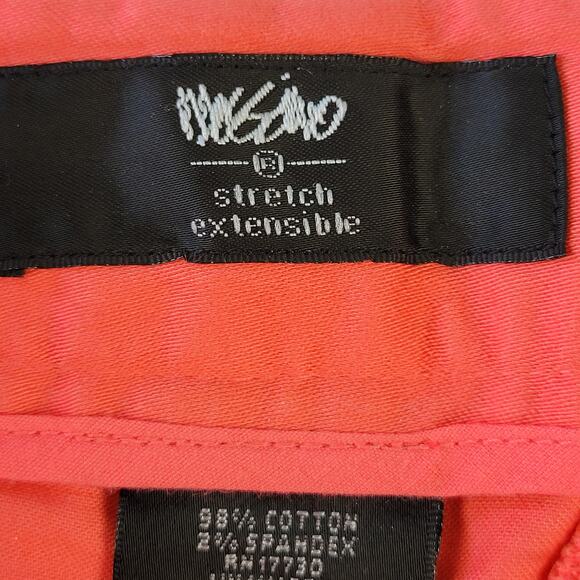 mossimo
®
stretch
extensible
98% COTTON
2% SPANDEX
RN 17730